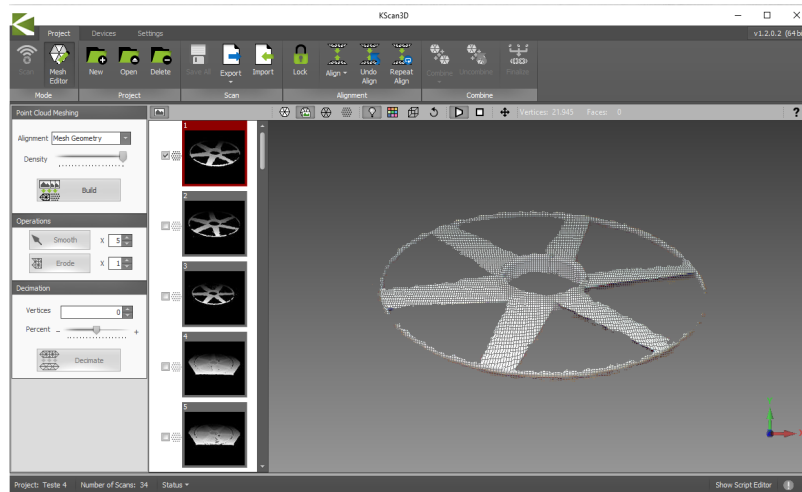 KScan3D
Project Devices Settings
v1.2.0.2 (64 bi
Scan Mesh Editor New Open Delete Save All Export Import Lock Align Undo Align Repeat Align Combine Uncombine Finalize
Mode Project Scan Alignment Combine
Point Cloud Meshing
Vertices: 21.945 Faces: 0
?
Alignment Mesh Geometry
Density
Build
Operations
Smooth X 5
Erode X 1
Decimation
Vertices 0
Percent - +
Decimate
1
2
3
4
5
X
Project: Teste 4 Number of Scans: 34 Status
Show Script Editor